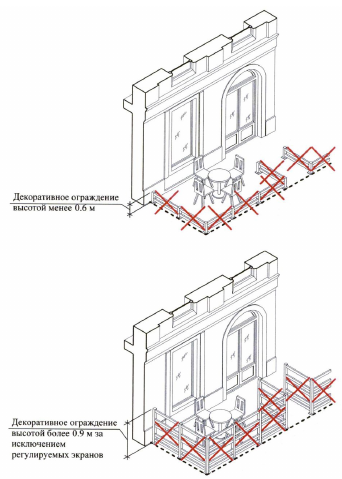 Декоративное ограждение
высотой менее 0.6 м
Декоративное ограждение
высотой более 0.9 м за
исключением
регулируемых экранов